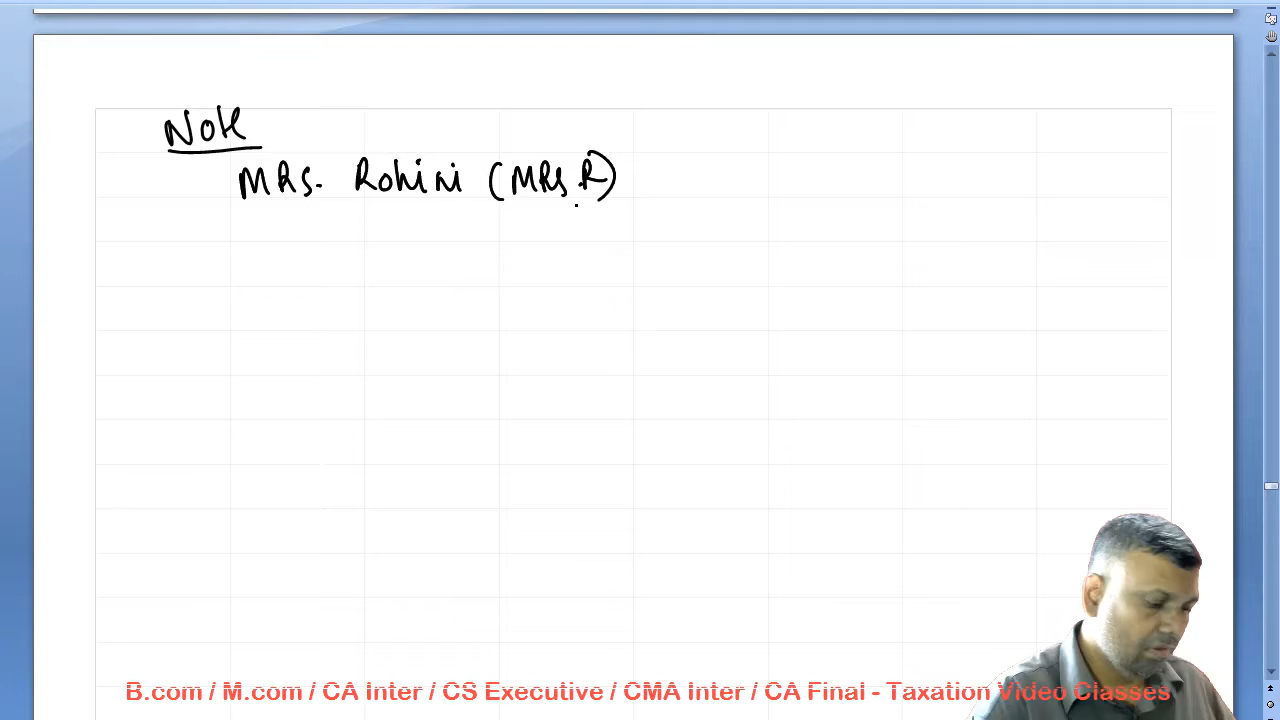 Note
MRS. Rohini (MRS.R)
B.com / M.com / CA Inter / CS Executive / CMA Inter / CA Final - Taxation Video Classes